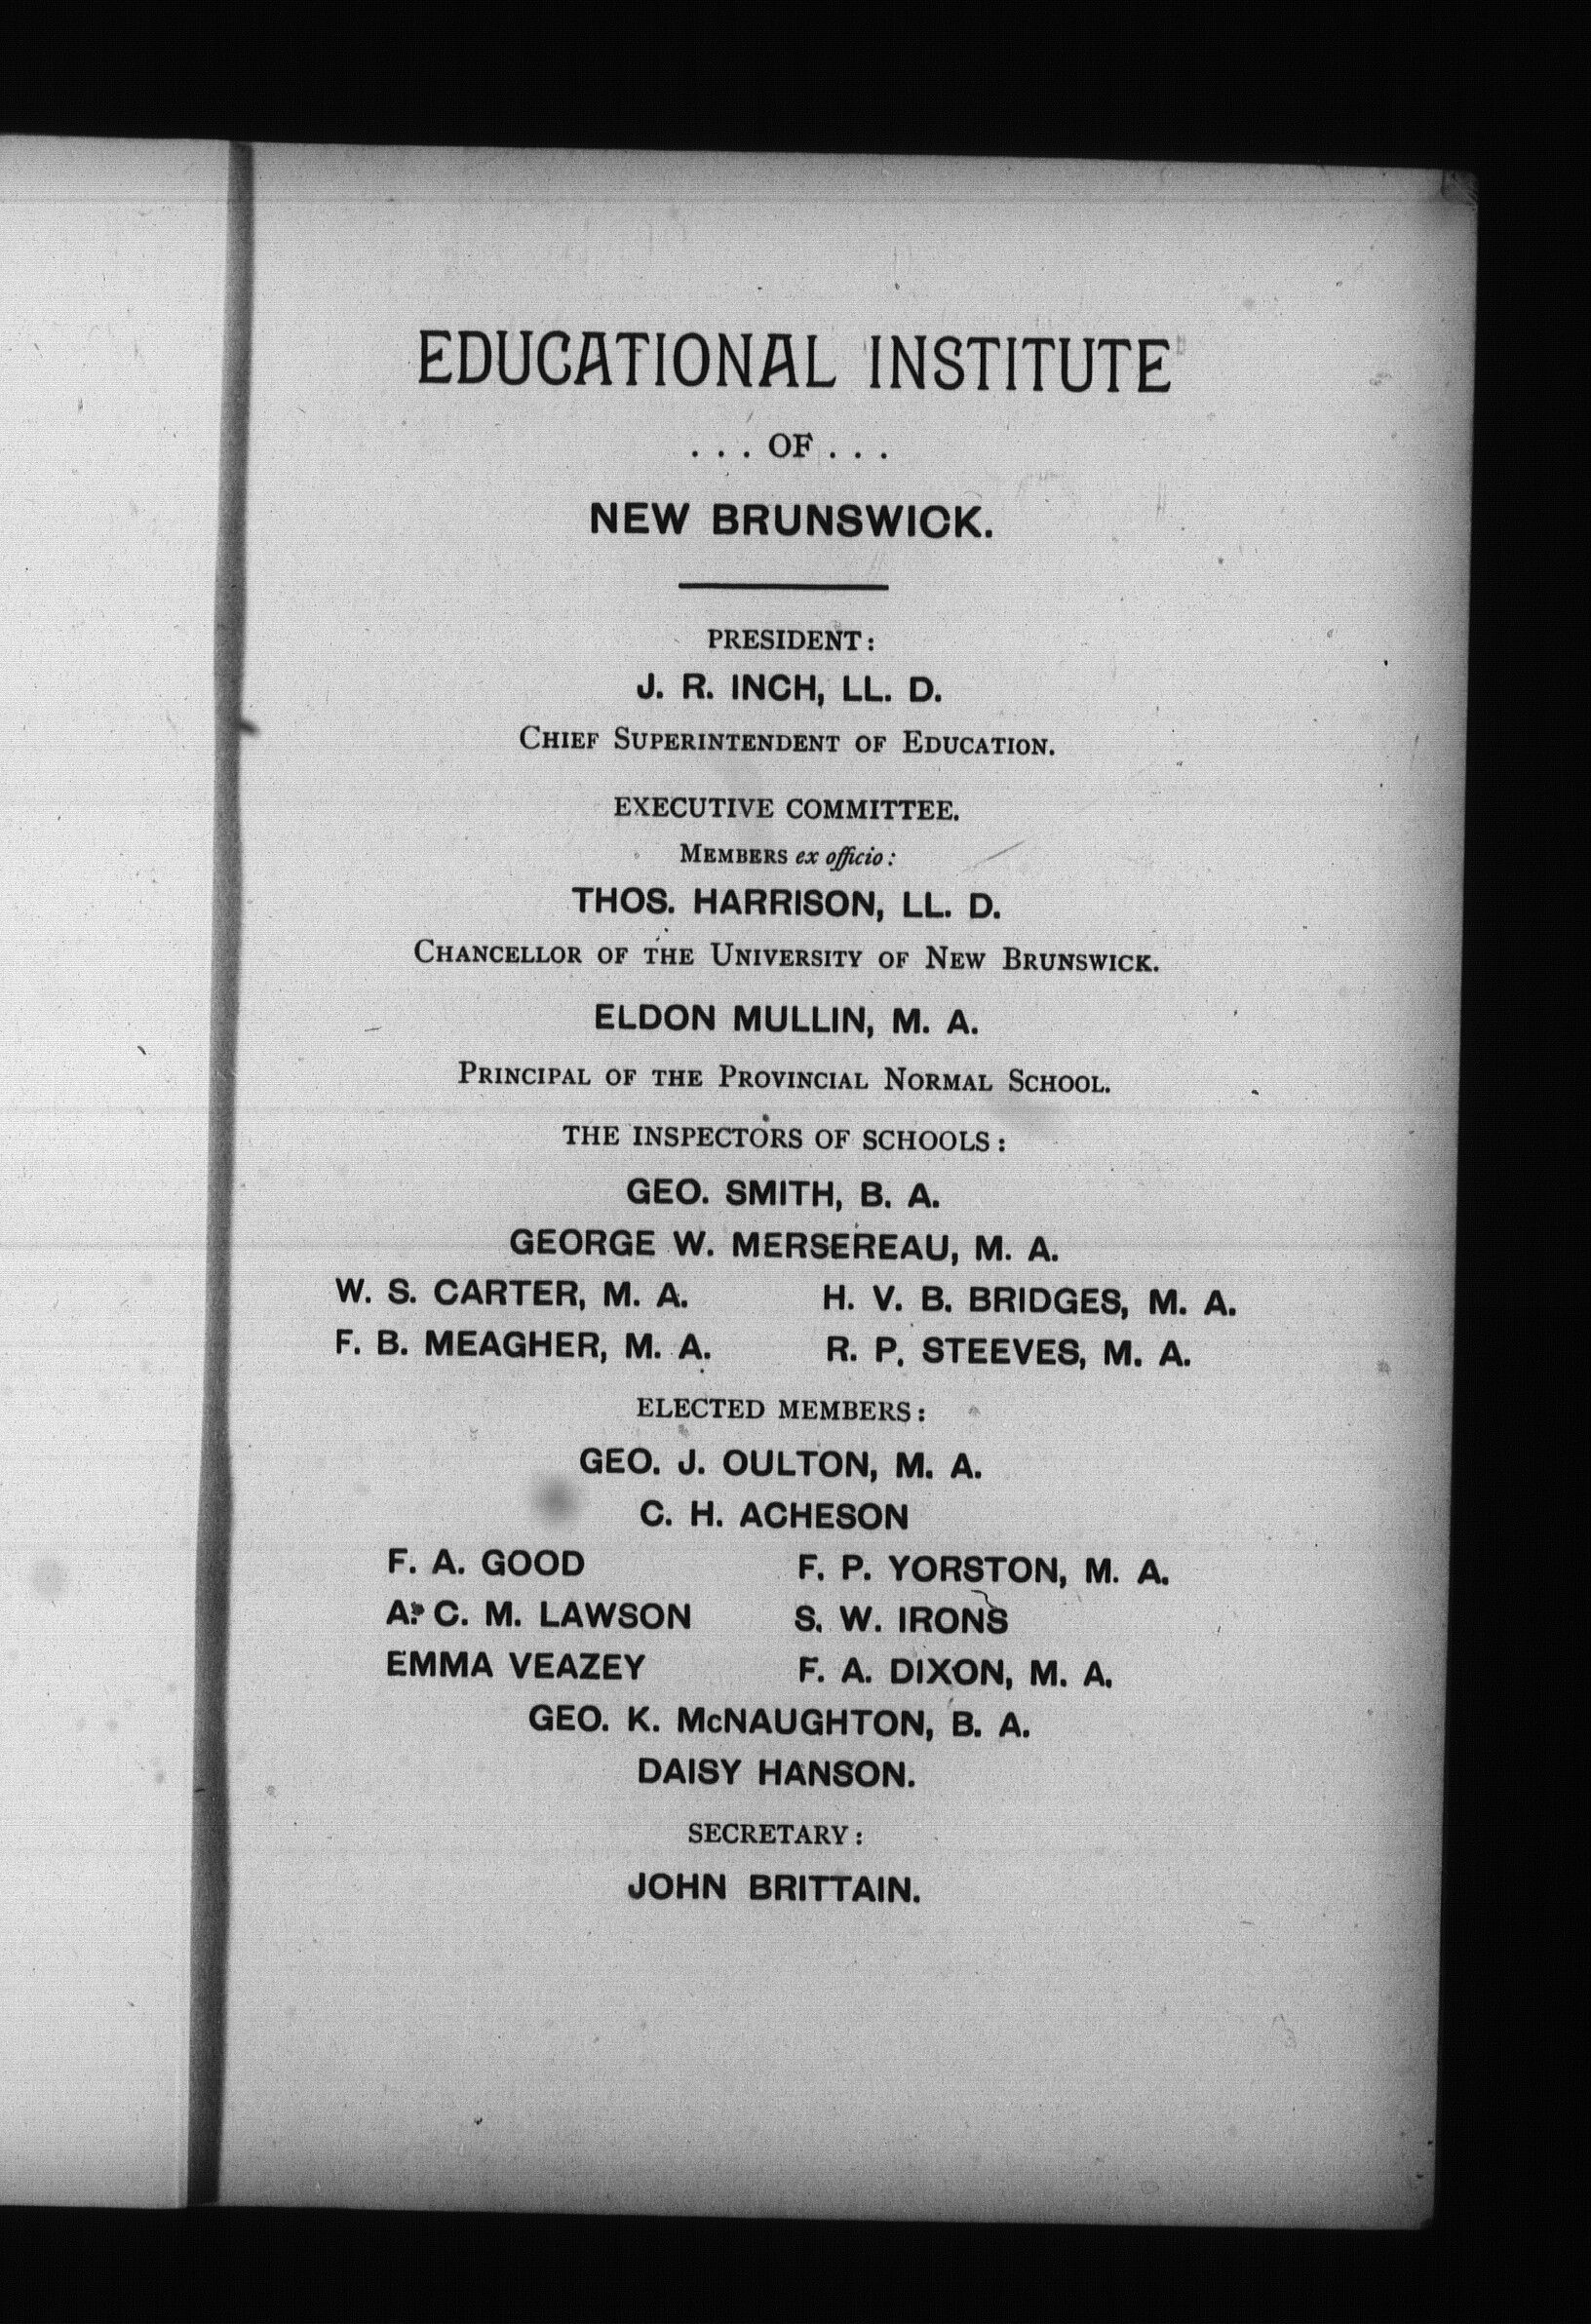 EDUCATIONAL INSTITUTE
. . . OF . . .
NEW BRUNSWICK.
PRESIDENT:
J. R. INCH, LL. D.
CHIEF SUPERINTENDENT OF EDUCATION.
EXECUTIVE COMMITTEE.
MEMBERS ex officio:
THOS. HARRISON, LL. D.
CHANCELLOR OF THE UNIVERSITY OF NEW BRUNSWICK.
ELDON MULLIN, M. A.
PRINCIPAL OF THE PROVINCIAL NORMAL SCHOOL.
THE INSPECTORS OF SCHOOLS:
GEO. SMITH, B. A.
GEORGE W. MERSEREAU, M. A.
W. S. CARTER, M. A. H. V. B. BRIDGES, M. A.
F. B. MEAGHER, M. A. R. P. STEEVES, M. A.
ELECTED MEMBERS:
GEO. J. OULTON, M. A.
C. H. ACHESON
F. A. GOOD F. P. YORSTON, M. A.
A. C. M. LAWSON S. W. IRONS
EMMA VEAZEY F. A. DIXON, M. A.
GEO. K. McNAUGHTON, B. A.
DAISY HANSON.
SECRETARY:
JOHN BRITTAIN.